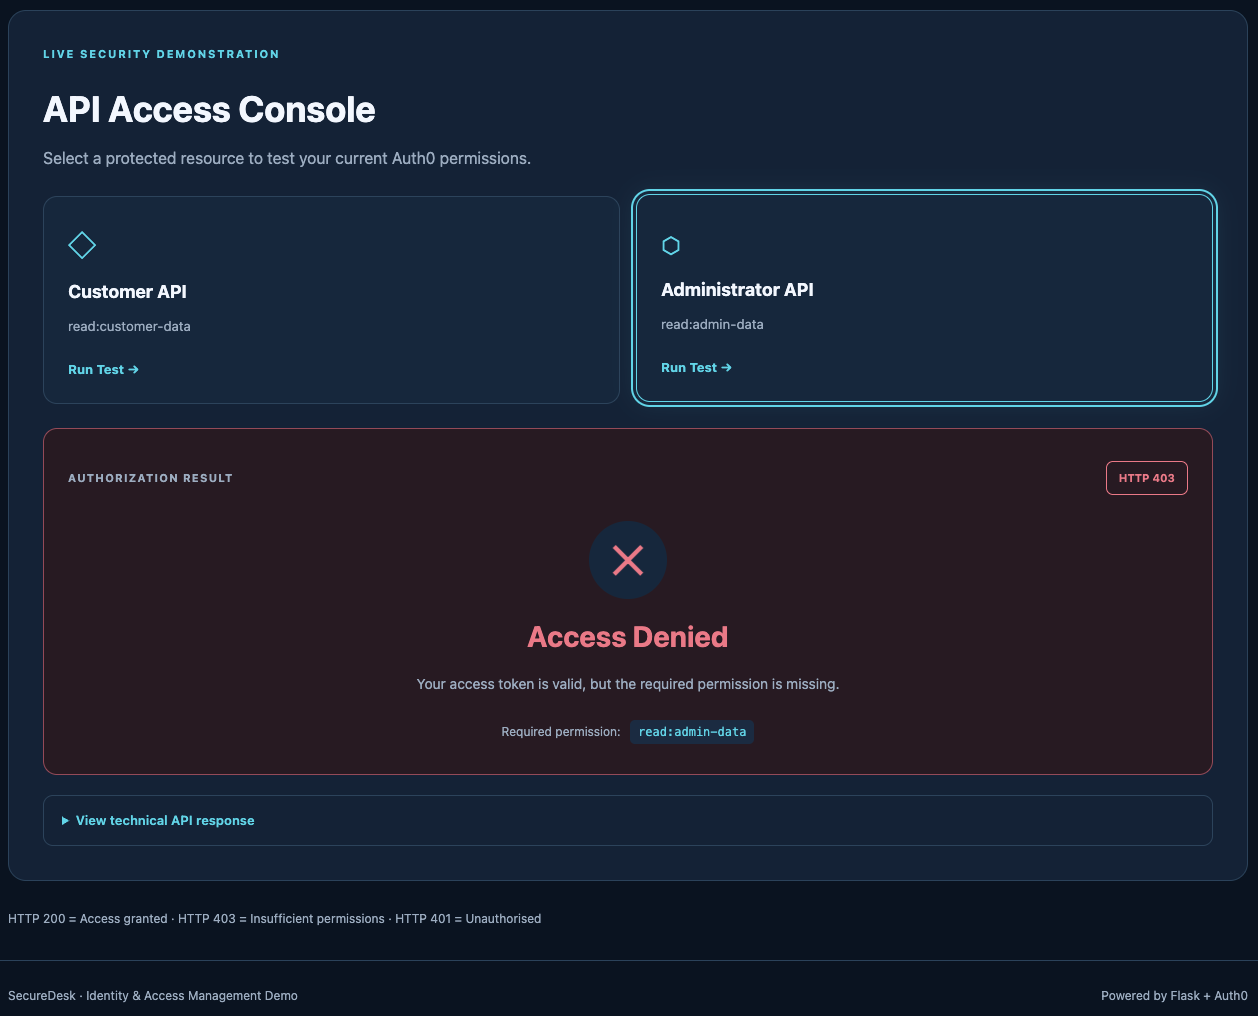 LIVE SECURITY DEMONSTRATION
API Access Console
Select a protected resource to test your current Auth0 permissions.
Customer API
read:customer-data
Run Test →
Administrator API
read:admin-data
Run Test →
AUTHORIZATION RESULT
HTTP 403
Access Denied
Your access token is valid, but the required permission is missing.
Required permission: read:admin-data
View technical API response
HTTP 200 = Access granted · HTTP 403 = Insufficient permissions · HTTP 401 = Unauthorised
SecureDesk · Identity & Access Management Demo
Powered by Flask + Auth0